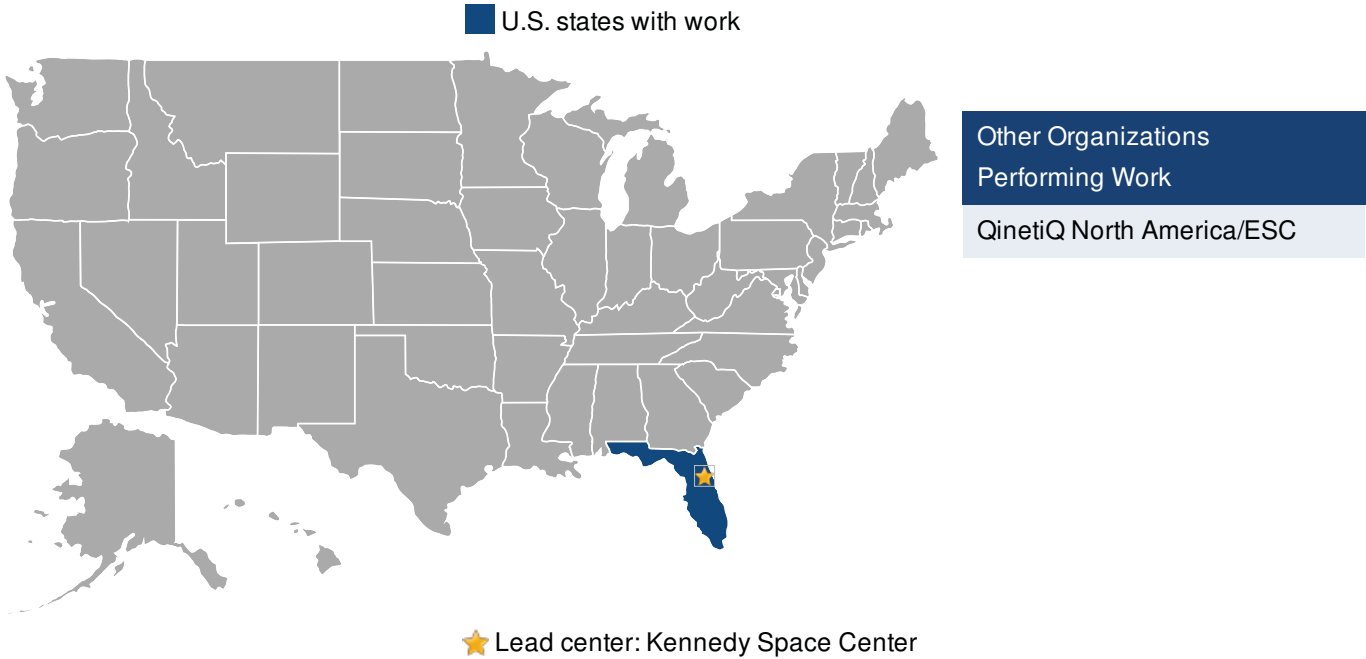 U.S. states with work
Other Organizations
Performing Work
QinetiQ North America/ESC
Lead center: Kennedy Space Center